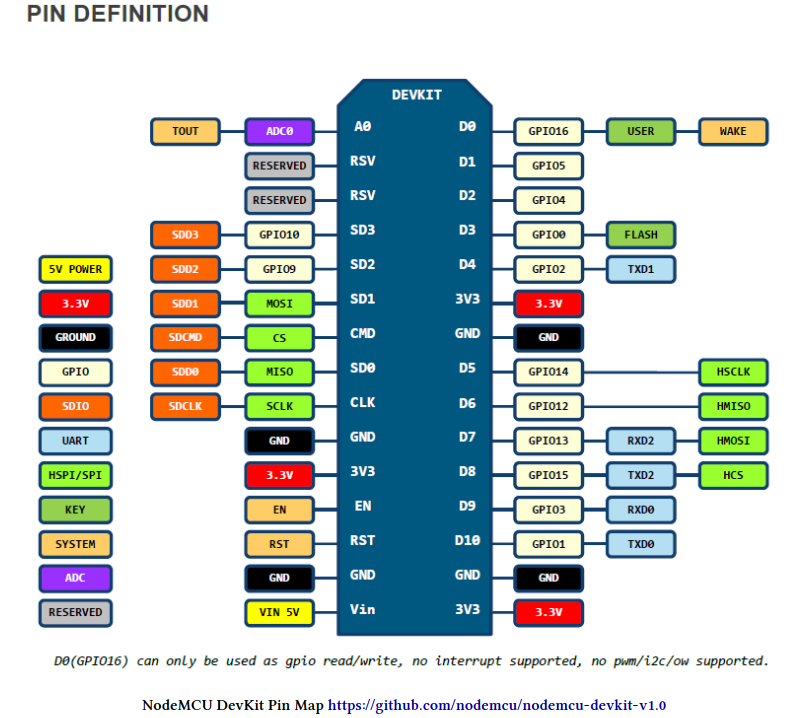 PIN DEFINITION
DEVKIT
TOUT ADC0 A0 D0 GPIO16 USER WAKE
RESERVED RSV D1 GPIO5
RESERVED RSV D2 GPIO4
SDD3 GPIO10 SD3 D3 GPIO0 FLASH
5V POWER SDD2 GPIO9 SD2 D4 GPIO2 TXD1
3.3V SDD1 MOSI SD1 3V3 3.3V
GROUND SDCMD CS CMD GND GND
GPIO SDD0 MISO SD0 D5 GPIO14 HSCLK
SDIO SDCLK SCLK CLK D6 GPIO12 HMISO
UART GND GND D7 GPIO13 RXD2 HMOSI
HSPI/SPI 3.3V 3V3 D8 GPIO15 TXD2 HCS
KEY EN EN D9 GPIO3 RXD0
SYSTEM RST RST D10 GPIO1 TXD0
ADC GND GND GND GND
RESERVED VIN 5V Vin 3V3 3.3V
D0(GPIO16) can only be used as gpio read/write, no interrupt supported, no pwm/i2c/ow supported.
NodeMCU DevKit Pin Map https://github.com/nodemcu/nodemcu-devkit-v1.0